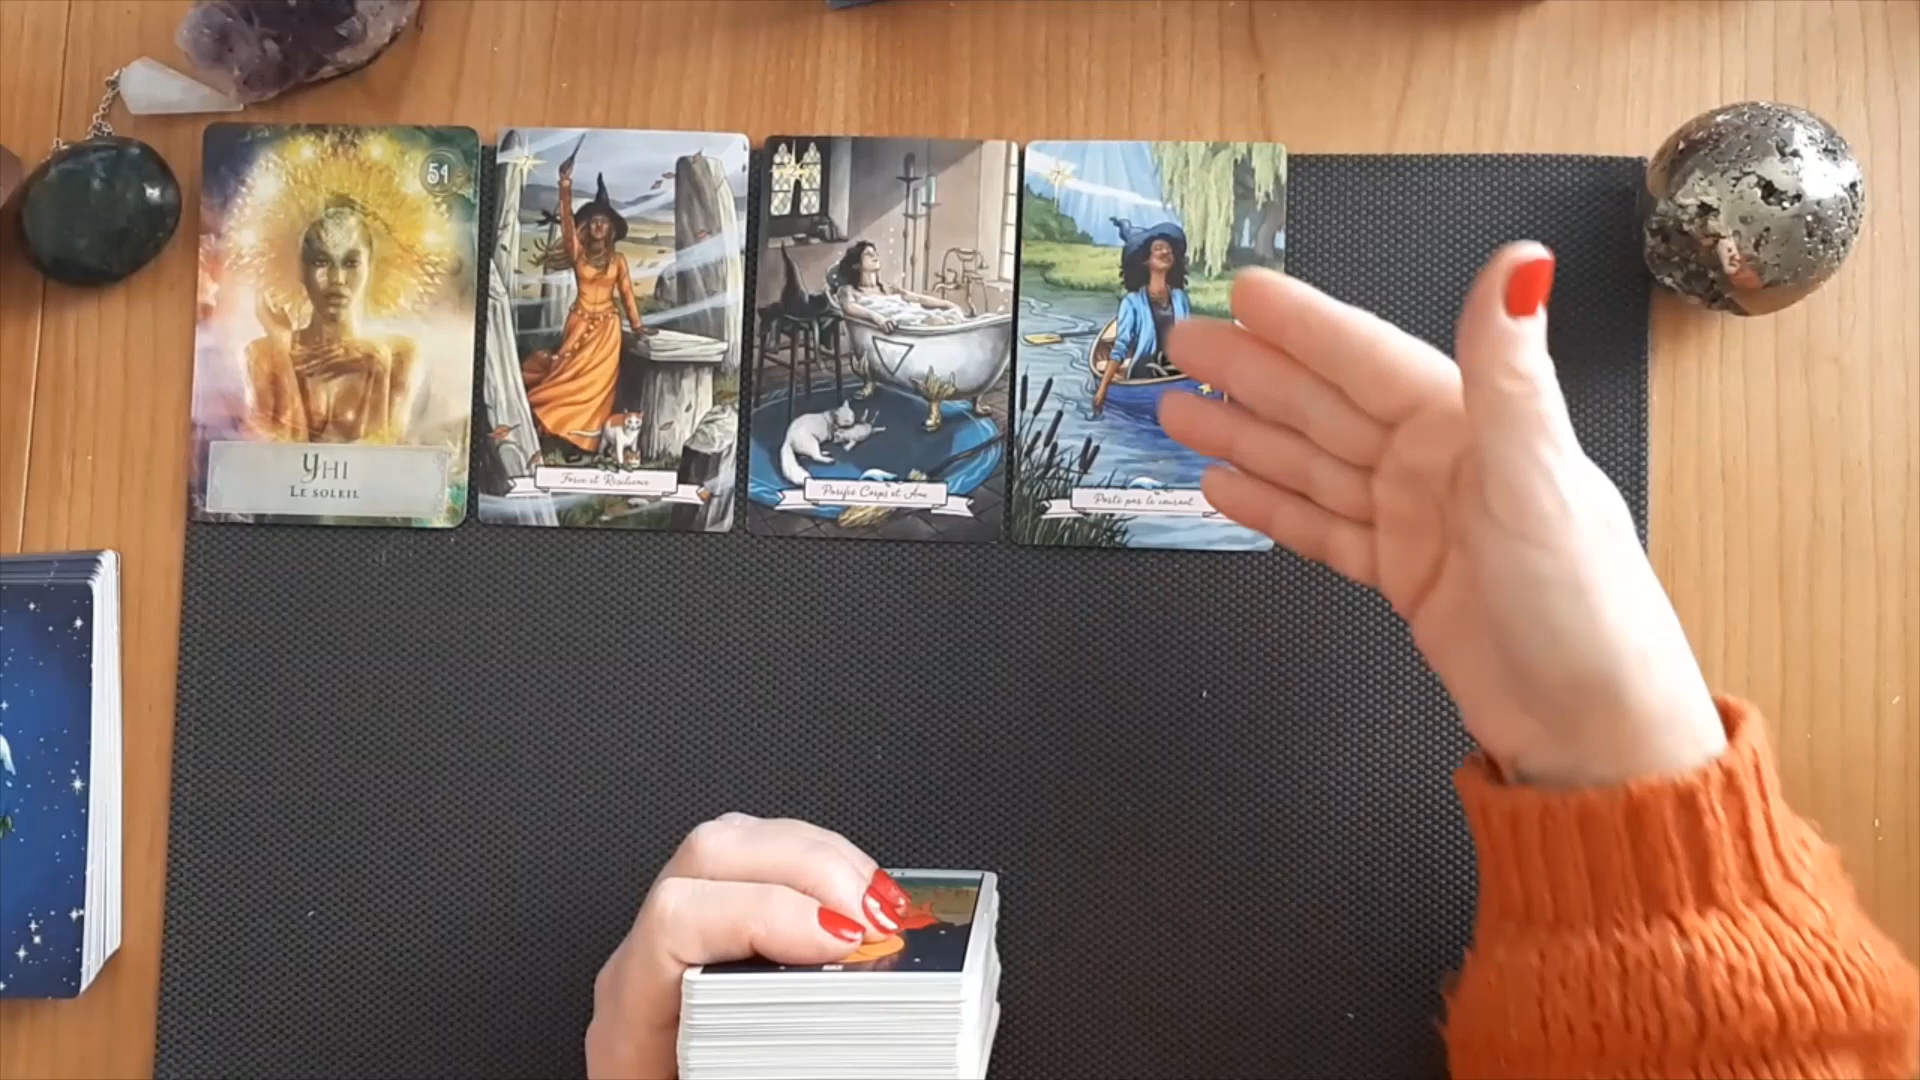 51
YHI
LE SOLEIL
Force et Résilience
Purifie Corps et Âme
Porté par le courant